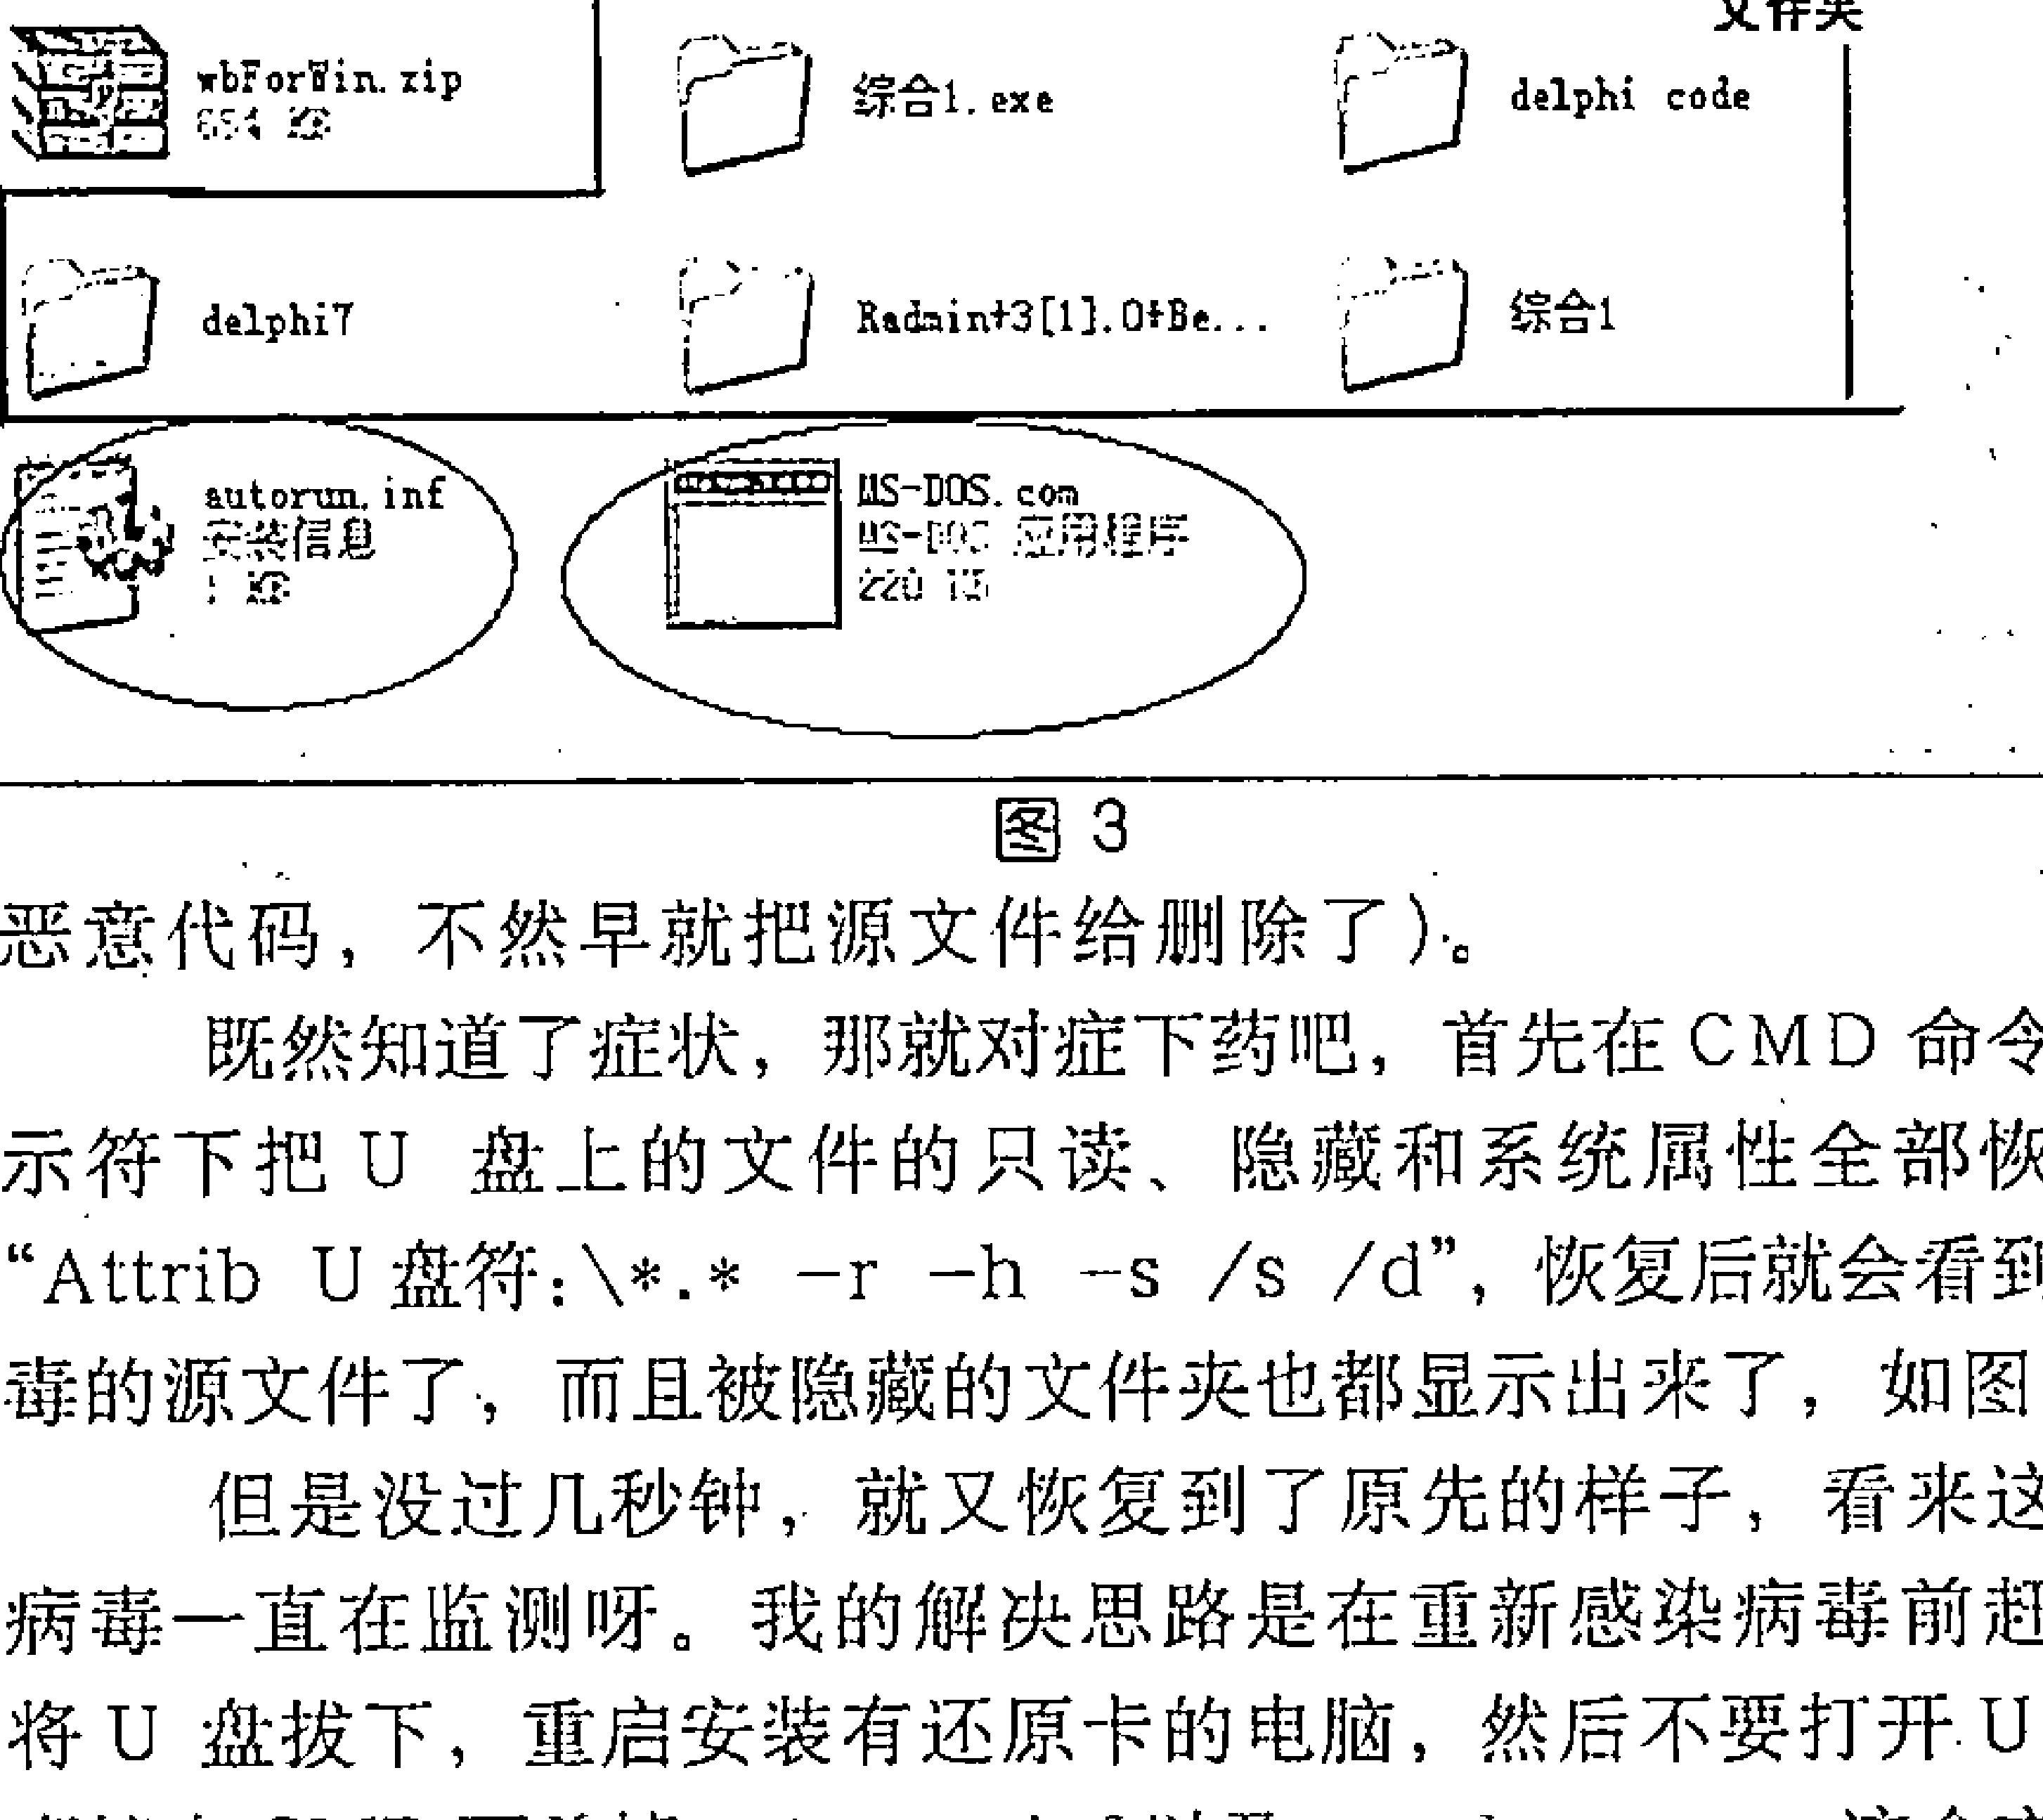 文件夹
wbForWin.zip
654 KB
综合1.exe
delphi code
delphi7
Radmin+3[1].0+Be...
综合1
autorun.inf
安装信息
1 KB
MS-DOS.com
MS-DOS 应用程序
220 KB
图 3
恶意代码，不然早就把源文件给删除了）。
既然知道了症状，那就对症下药吧，首先在 CMD 命令
示符下把 U 盘上的文件的只读、隐藏和系统属性全部恢
“Attrib U 盘符:\*.* -r -h -s /s /d”，恢复后就会看到
毒的源文件了，而且被隐藏的文件夹也都显示出来了，如图
但是没过几秒钟，就又恢复到了原先的样子，看来这
病毒一直在监测呀。我的解决思路是在重新感染病毒前赶
将 U 盘拔下，重启安装有还原卡的电脑，然后不要打开 U